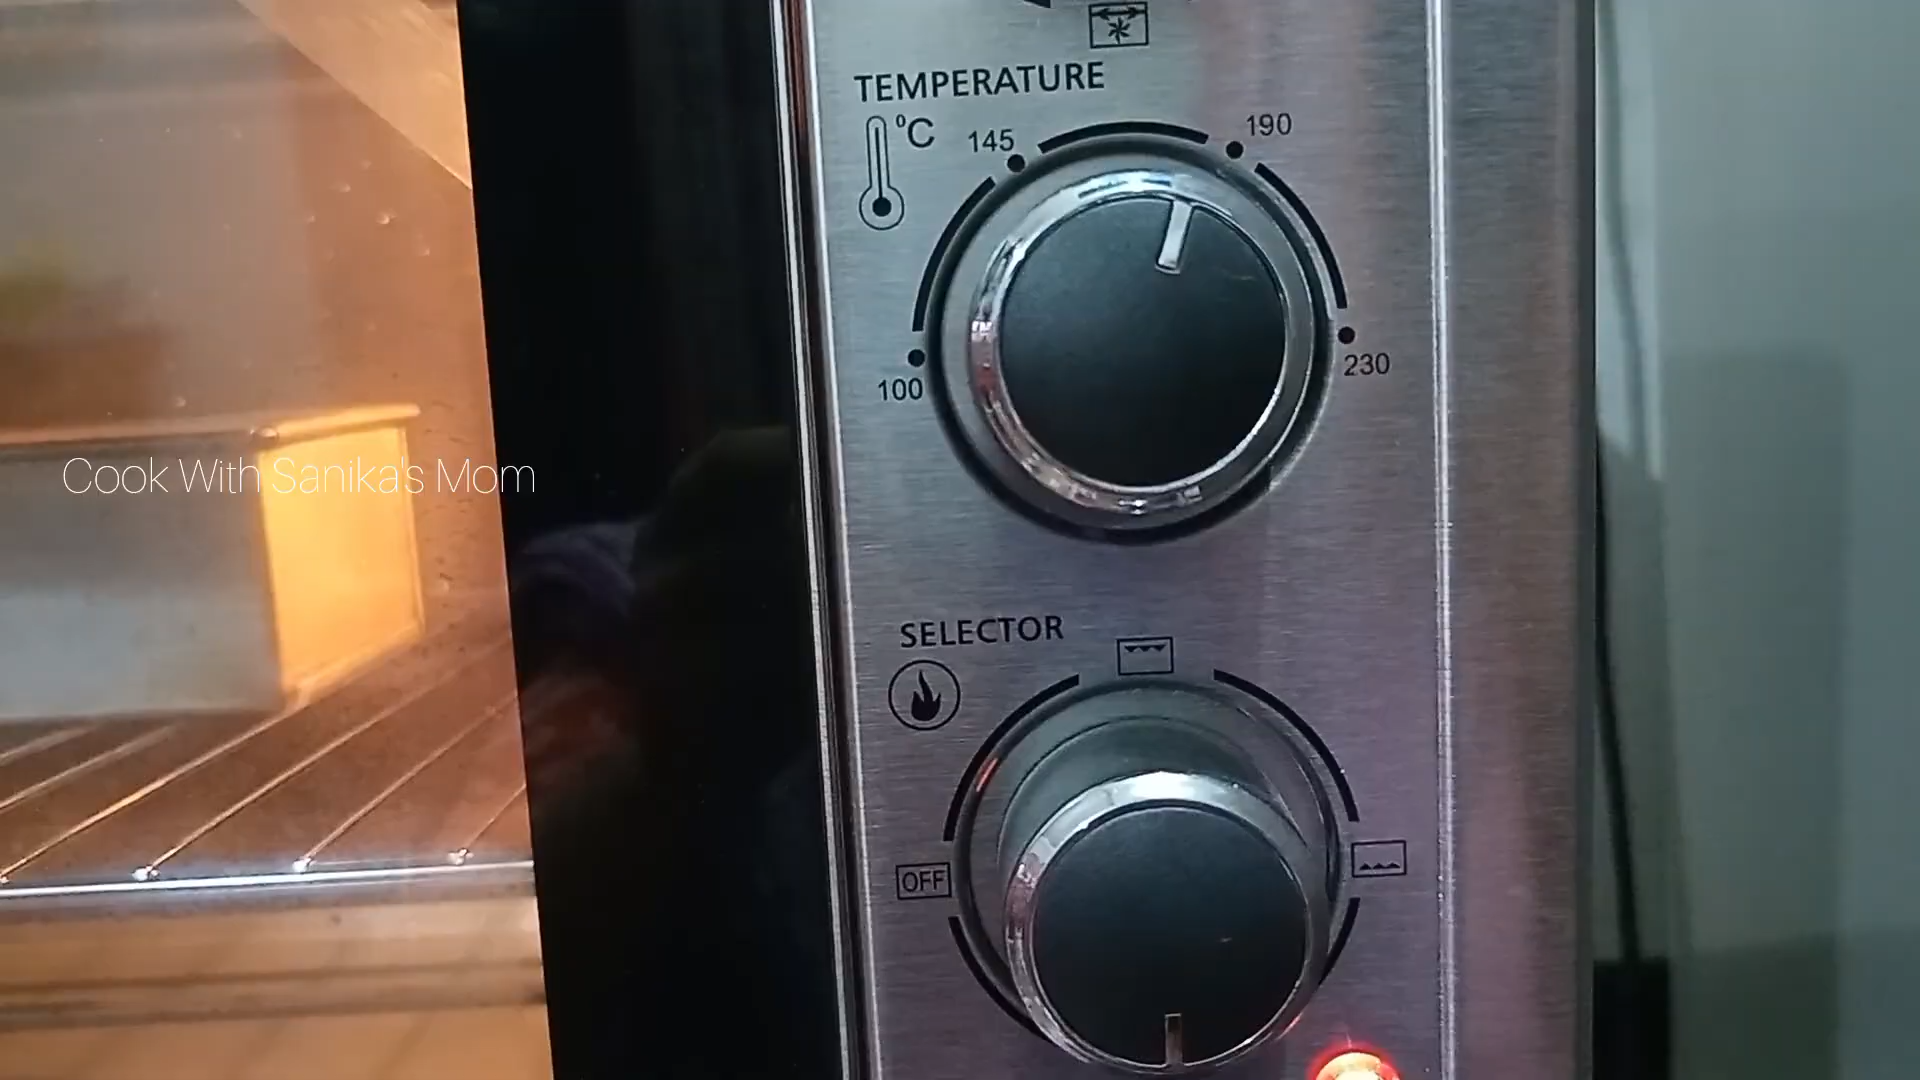 TEMPERATURE
°C
145
190
100
230
Cook With Sanika's Mom
SELECTOR
OFF